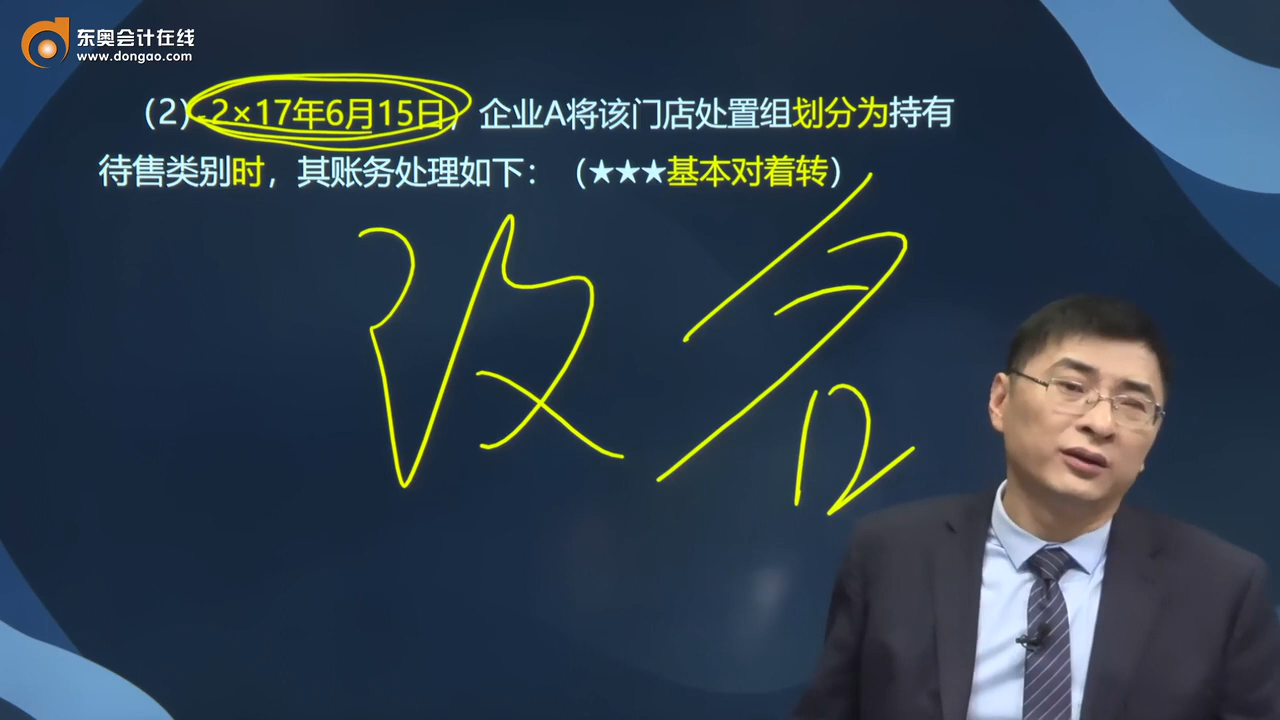 东奥会计在线
www.dongao.com
（2）2×17年6月15日，企业A将该门店处置组划分为持有
待售类别时，其账务处理如下：（★★★基本对着转）
改名